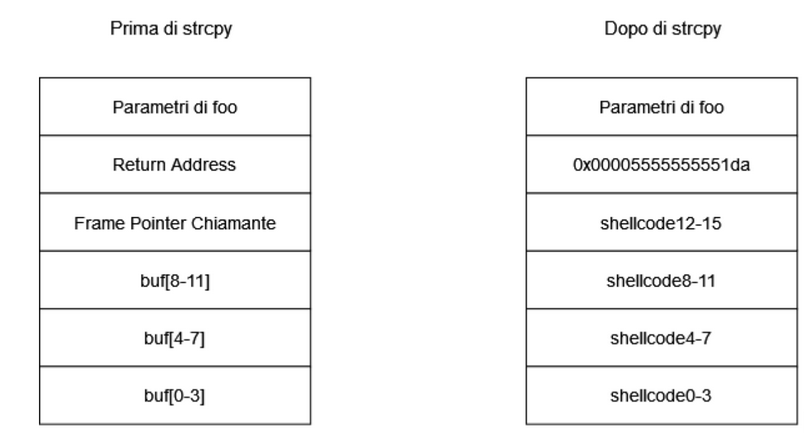 Prima di strcpy
Parametri di foo
Return Address
Frame Pointer Chiamante
buf[8-11]
buf[4-7]
buf[0-3]
Dopo di strcpy
Parametri di foo
0x00005555555551da
shellcode12-15
shellcode8-11
shellcode4-7
shellcode0-3